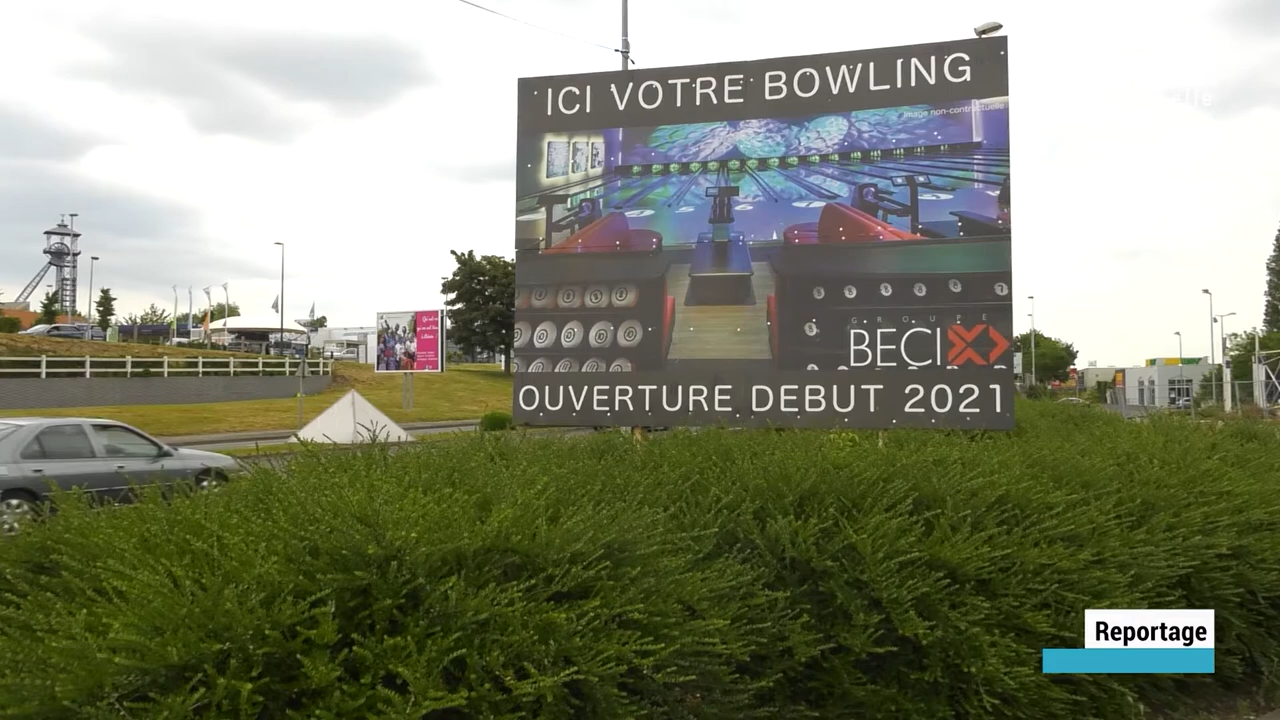 ICI VOTRE BOWLING
Image non-contractuelle
GROUPE
BECI
OUVERTURE DEBUT 2021
Reportage